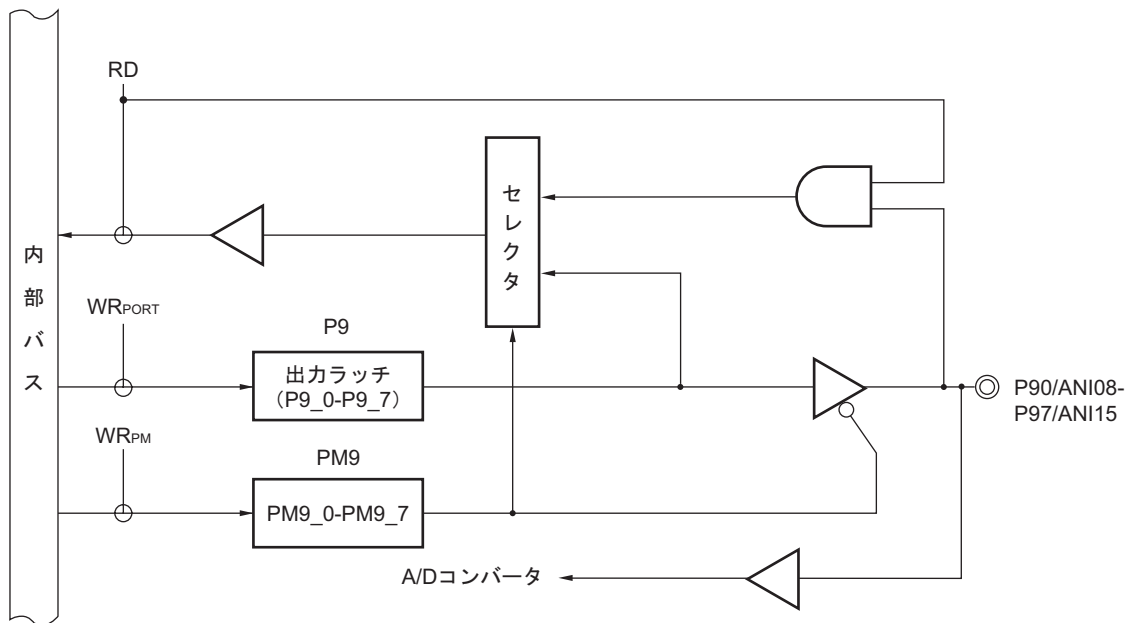 RD
セレクタ
内部バス
WRPORT
P9
出力ラッチ
(P9_0-P9_7)
P90/ANI08-
P97/ANI15
WRPM
PM9
PM9_0-PM9_7
A/Dコンバータ